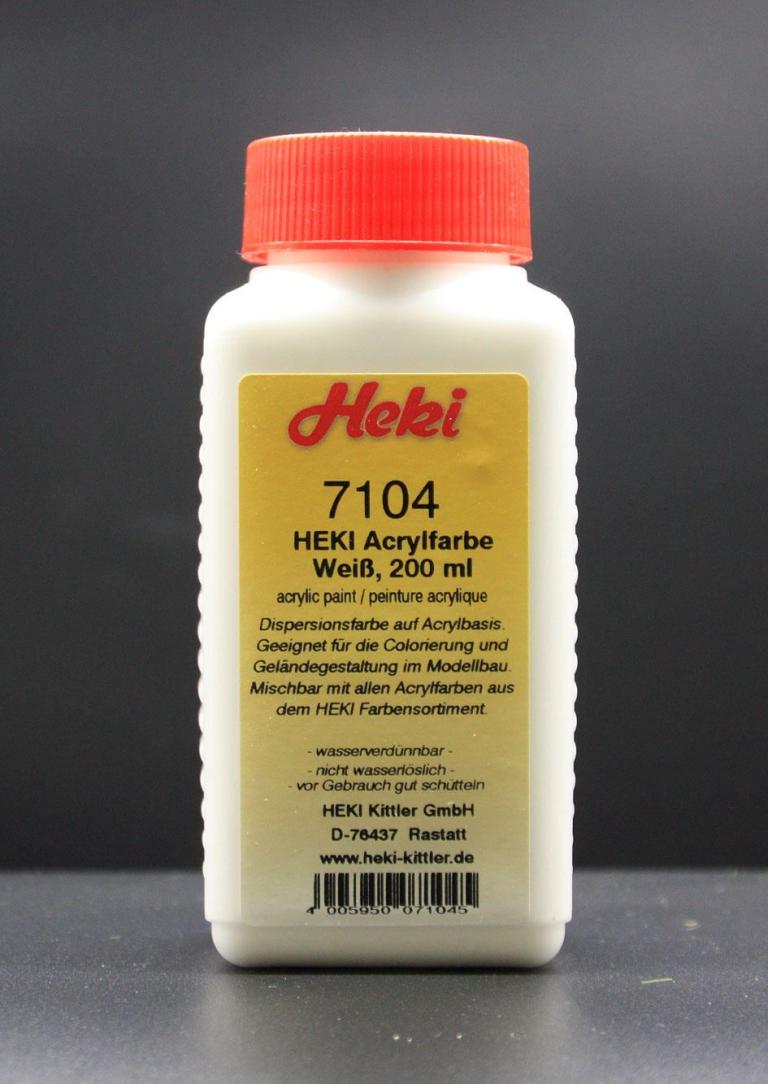 Heki
7104
HEKI Acrylfarbe
Weiß, 200 ml
acrylic paint / peinture acrylique
Dispersionsfarbe auf Acrylbasis.
Geeignet für die Colorierung und
Geländegestaltung im Modellbau.
Mischbar mit allen Acrylfarben aus
dem HEKI Farbensortiment.
- wasserverdünnbar -
- nicht wasserlöslich -
- vor Gebrauch gut schütteln
HEKI Kittler GmbH
D-76437 Rastatt
www.heki-kittler.de
4 005950 071045